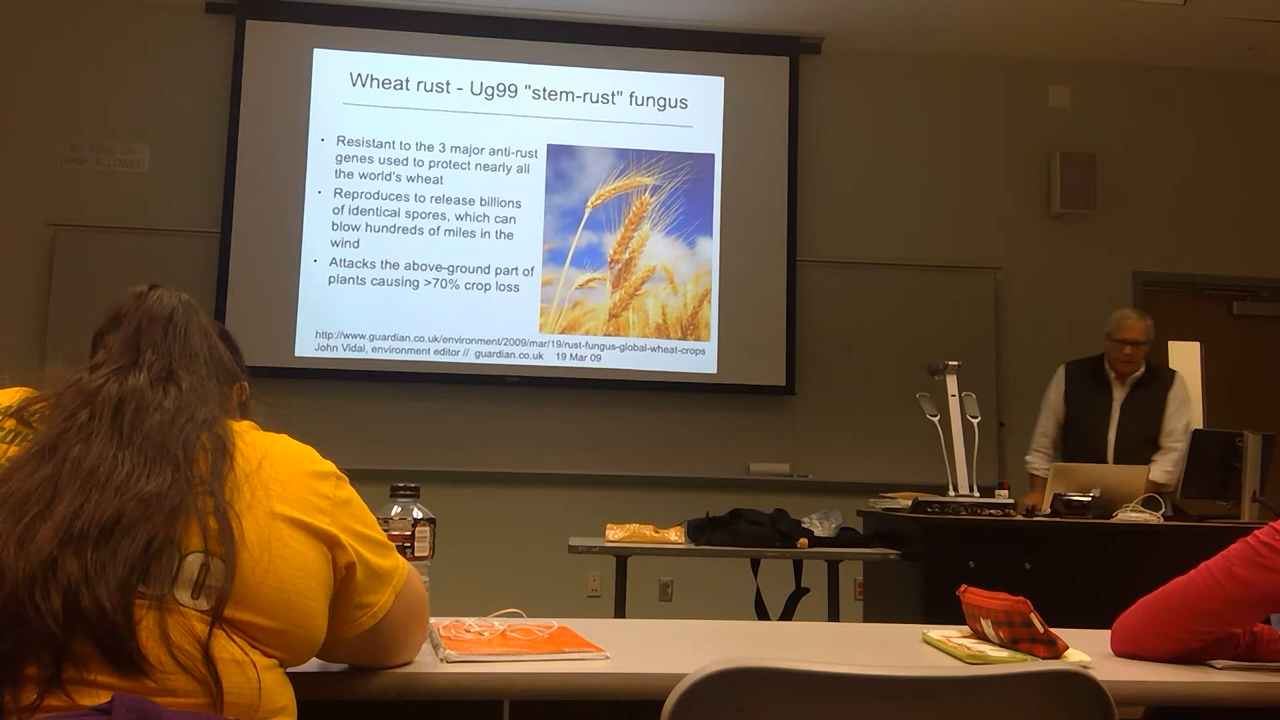 Wheat rust - Ug99 "stem-rust" fungus
• Resistant to the 3 major anti-rust
genes used to protect nearly all
the world's wheat
• Reproduces to release billions
of identical spores, which can
blow hundreds of miles in the
wind
• Attacks the above-ground part of
plants causing >70% crop loss
http://www.guardian.co.uk/environment/2009/mar/19/rust-fungus-global-wheat-crops
John Vidal, environment editor // guardian.co.uk 19 Mar 09